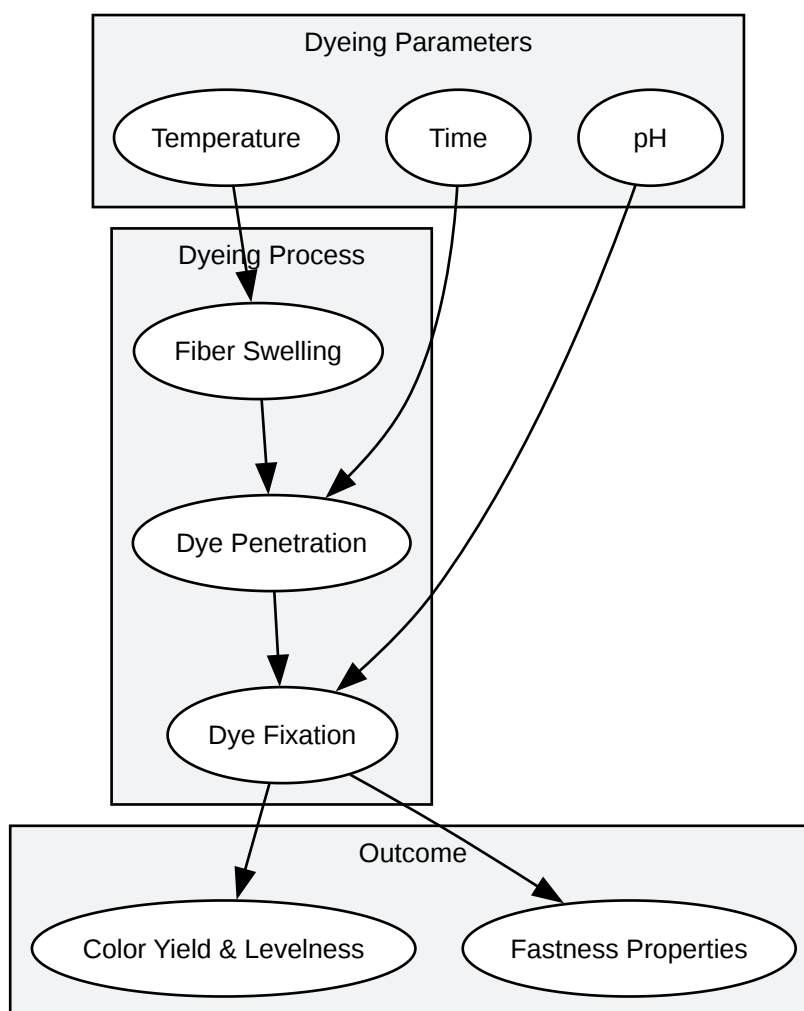 Dyeing Parameters
Temperature
Time
pH
Dyeing Process
Fiber Swelling
Dye Penetration
Dye Fixation
Outcome
Color Yield & Levelness
Fastness Properties